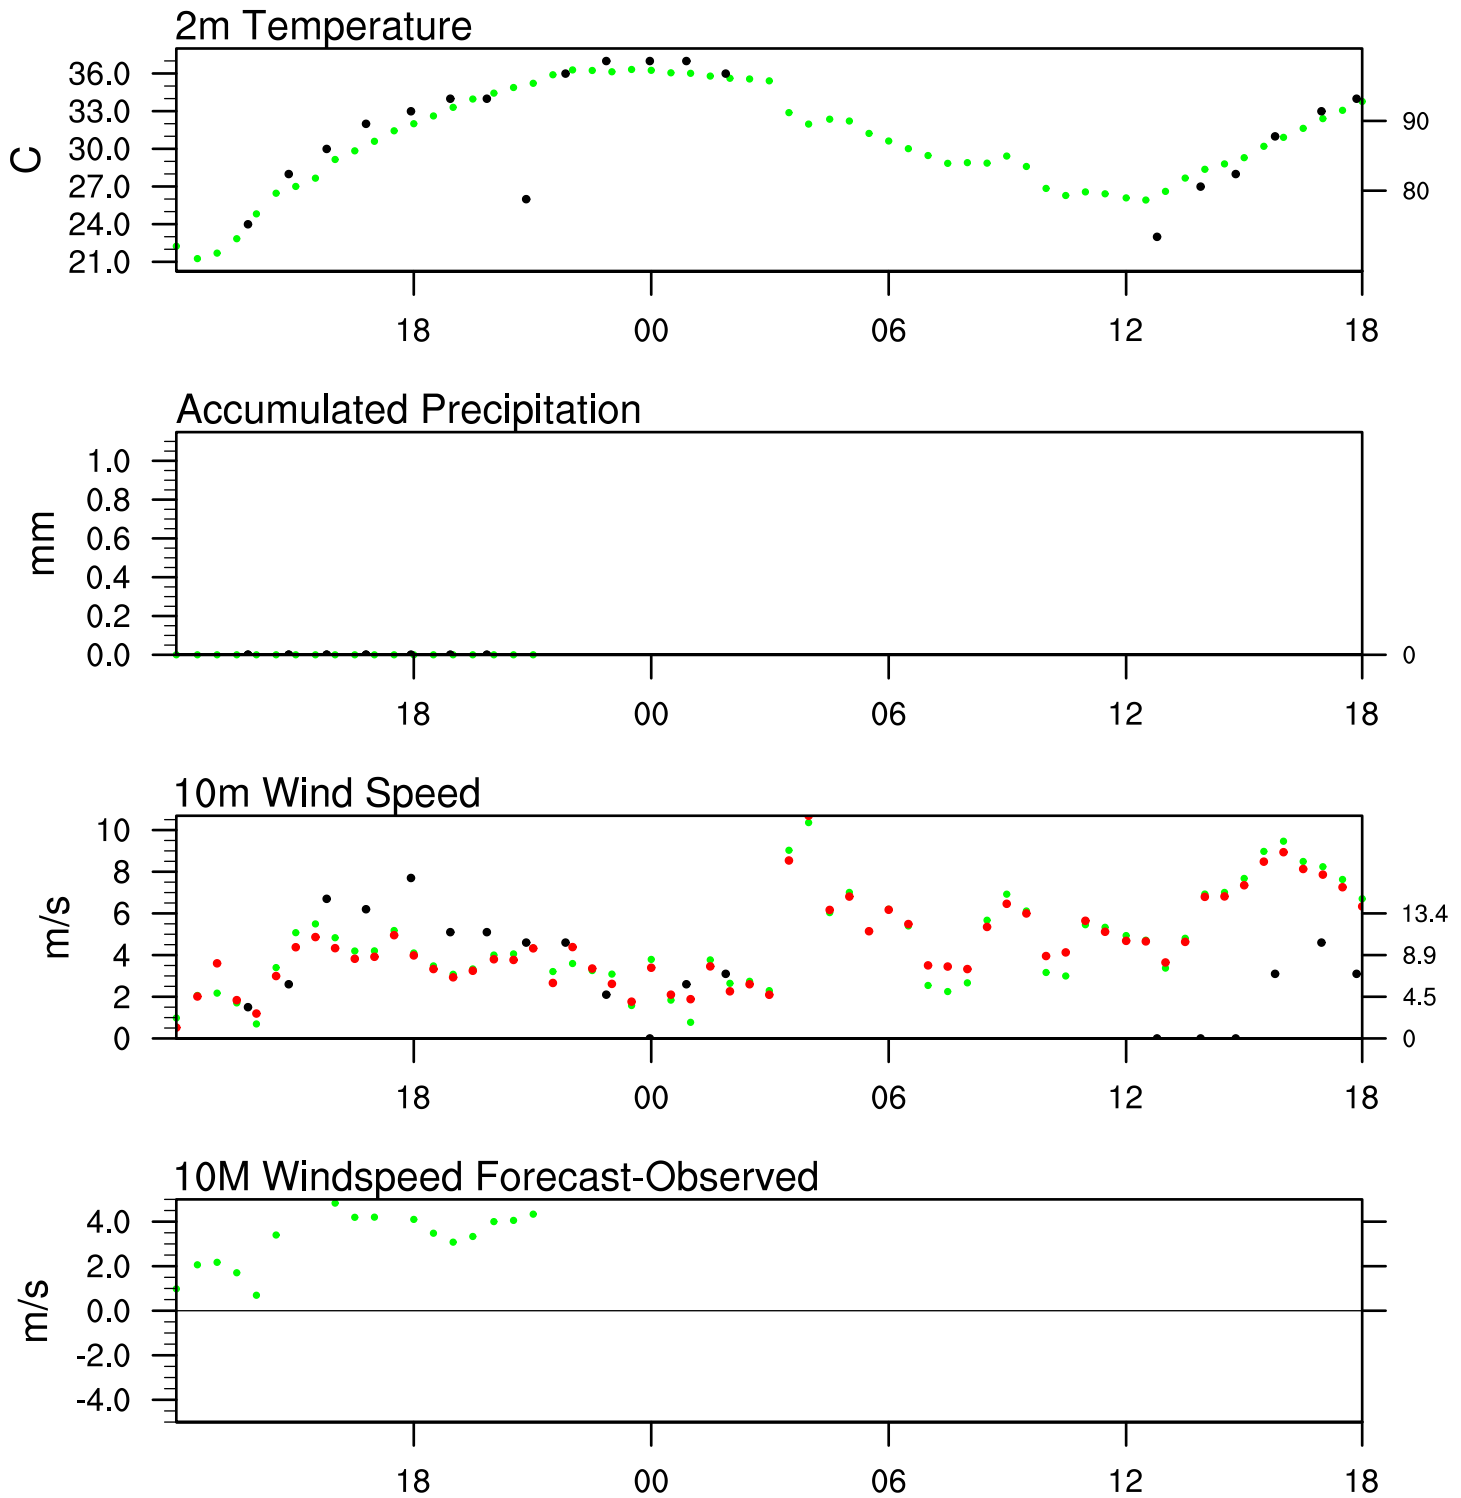 2m Temperature
36.0
33.0
30.0
27.0
24.0
21.0
C
90
80
18 00 06 12 18
Accumulated Precipitation
1.0
0.8
0.6
0.4
0.2
0.0
mm
0
18 00 06 12 18
10m Wind Speed
10
8
6
4
2
0
m/s
13.4
8.9
4.5
0
18 00 06 12 18
10M Windspeed Forecast-Observed
4.0
2.0
0.0
-2.0
-4.0
m/s
18 00 06 12 18